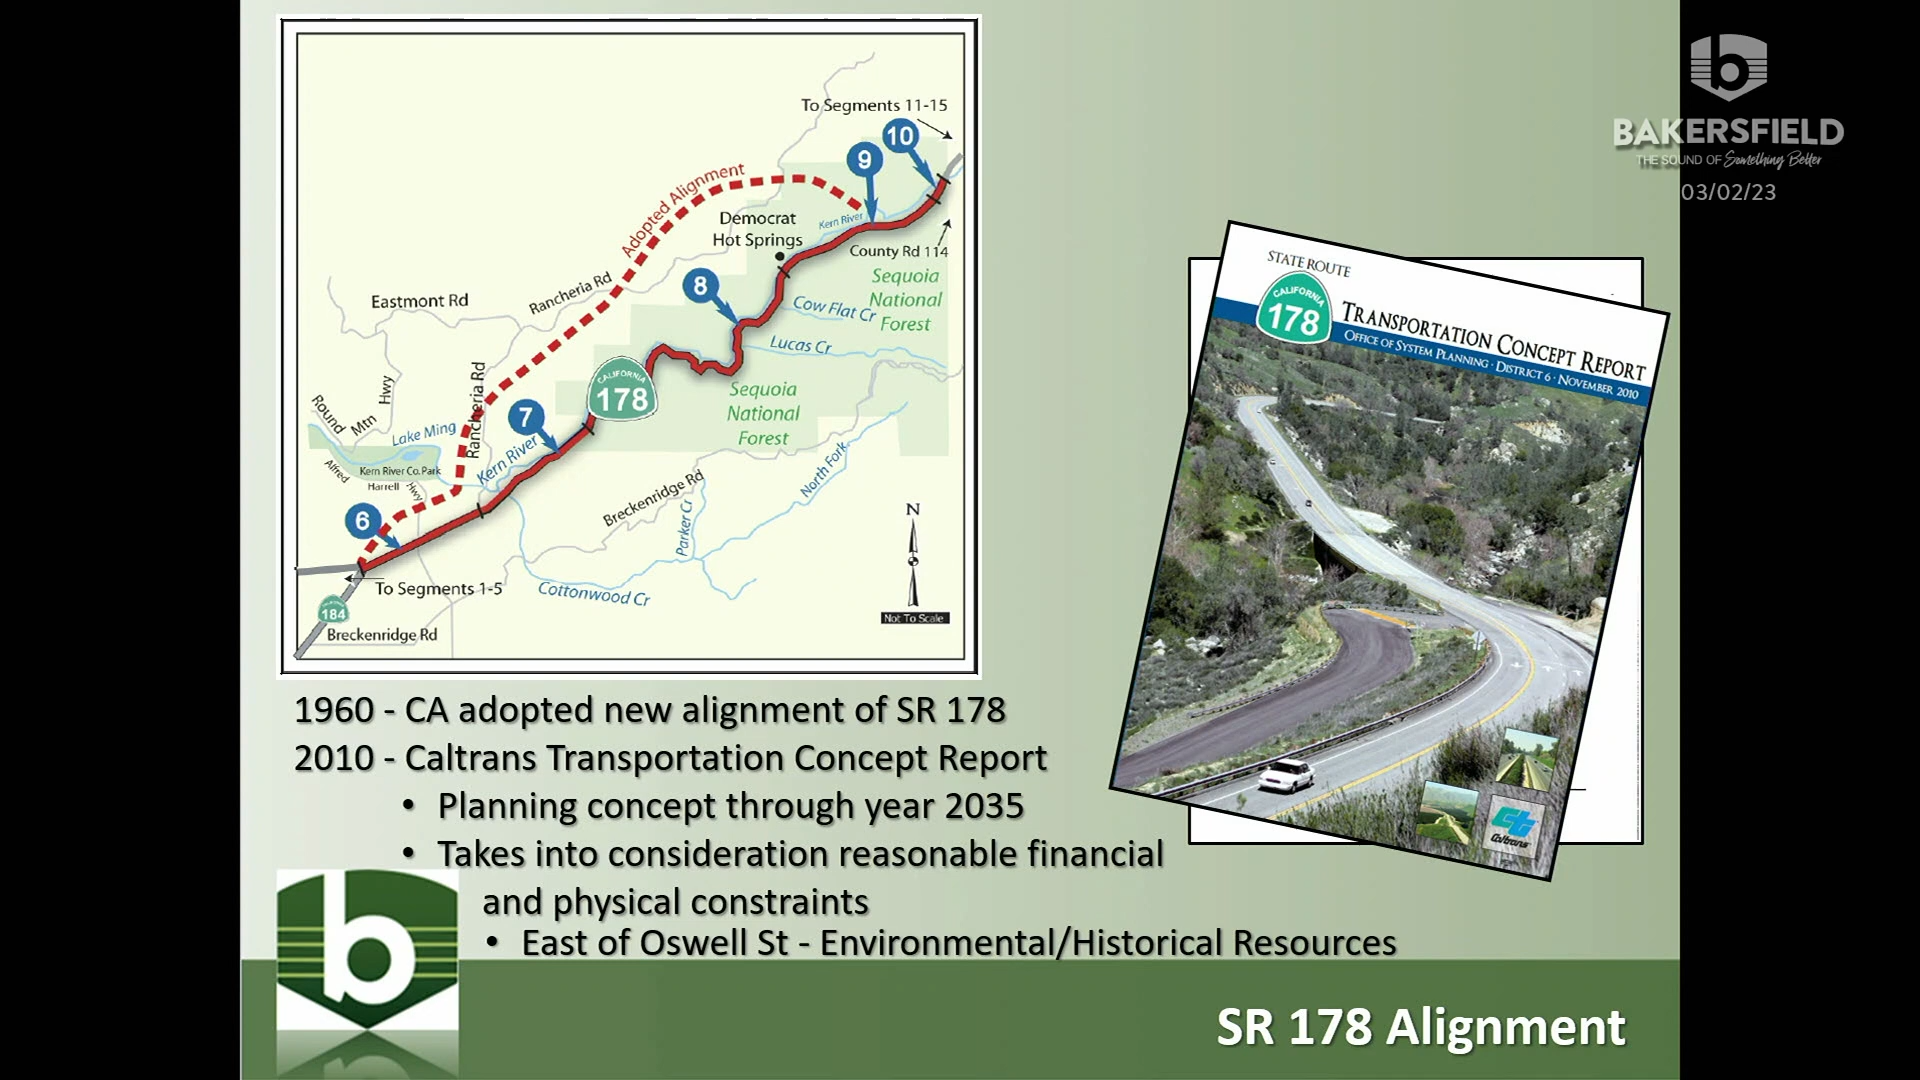 To Segments 11-15
10
9
Adopted Alignment
Democrat
Hot Springs
Kern River
County Rd 114
8
Sequoia
National
Forest
Eastmont Rd
Rancheria Rd
Cow Flat Cr
Lucas Cr
CALIFORNIA
178
Sequoia
National
Forest
Hwy
Rancheria Rd
7
Round
Mtn
Lake Ming
Kern River
Kern River Co. Park
Alfred
Harrell
Hwy
Breckenridge Rd
North Fork
Parker Cr
N
6
To Segments 1-5
Cottonwood Cr
184
Not To Scale
Breckenridge Rd
b
BAKERSFIELD
THE SOUND OF Something Better
03/02/23
STATE ROUTE
CALIFORNIA
178
TRANSPORTATION CONCEPT REPORT
OFFICE OF SYSTEM PLANNING · DISTRICT 6 · NOVEMBER 2010
Caltrans
1960 - CA adopted new alignment of SR 178
2010 - Caltrans Transportation Concept Report
• Planning concept through year 2035
• Takes into consideration reasonable financial
and physical constraints
• East of Oswell St - Environmental/Historical Resources
b
SR 178 Alignment